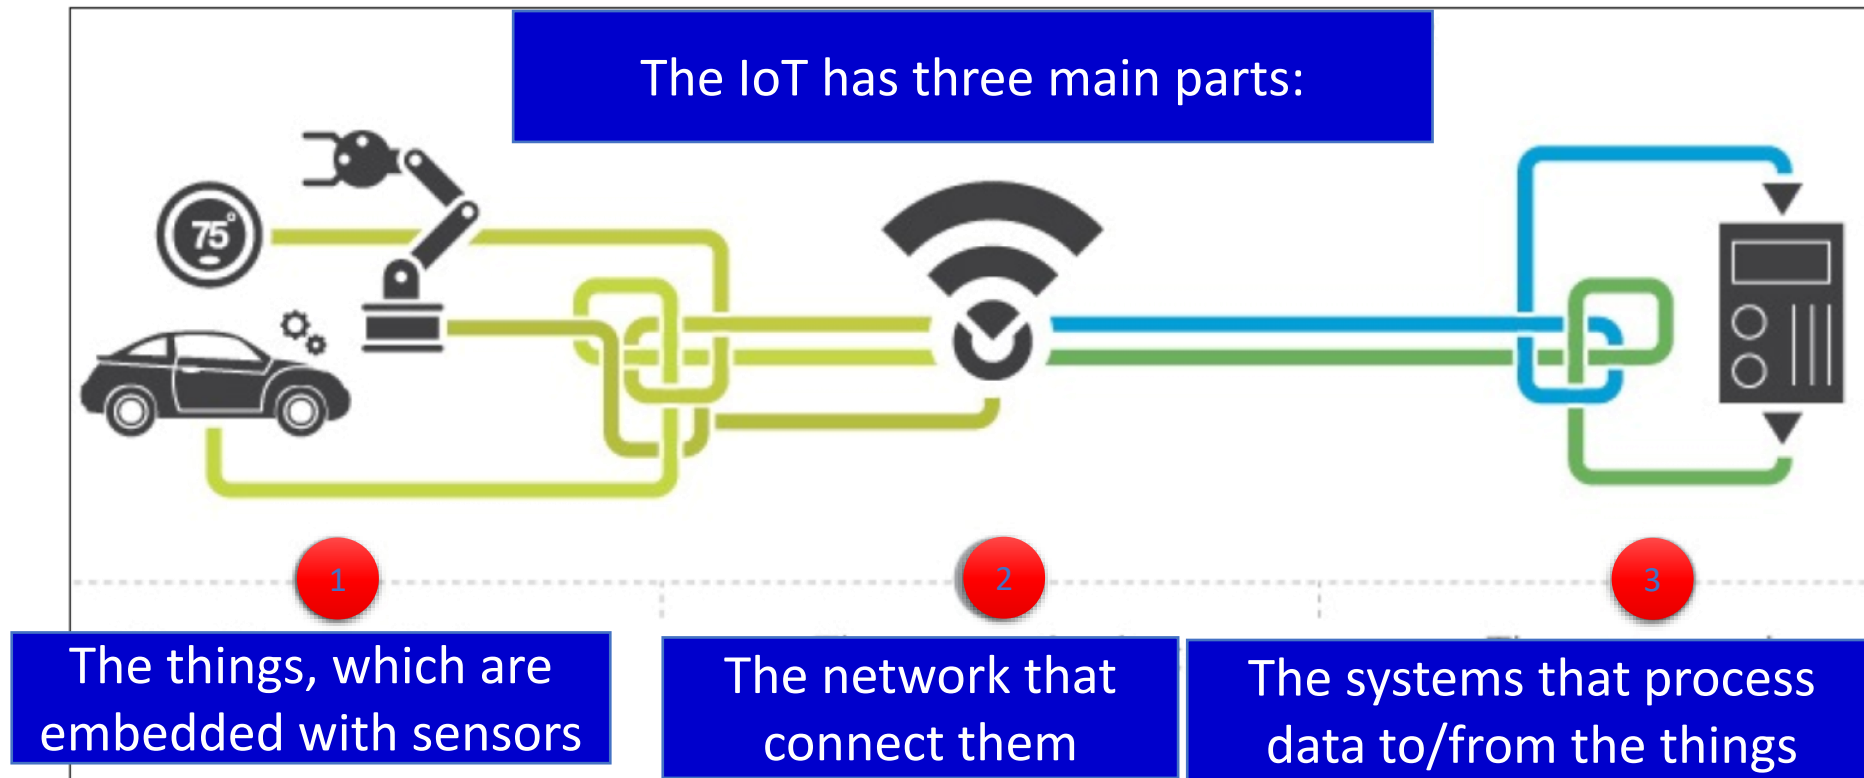 The IoT has three main parts:
75°
1
2
3
The things, which are
embedded with sensors
The network that
connect them
The systems that process
data to/from the things